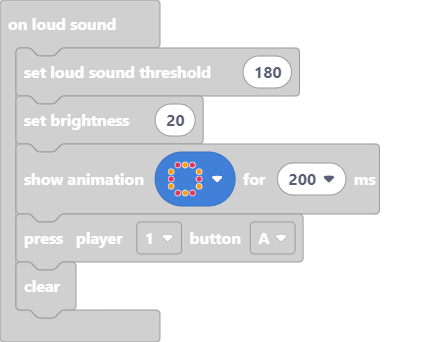 on loud sound
set loud sound threshold 180
set brightness 20
show animation for 200 ms
press player 1 button A
clear